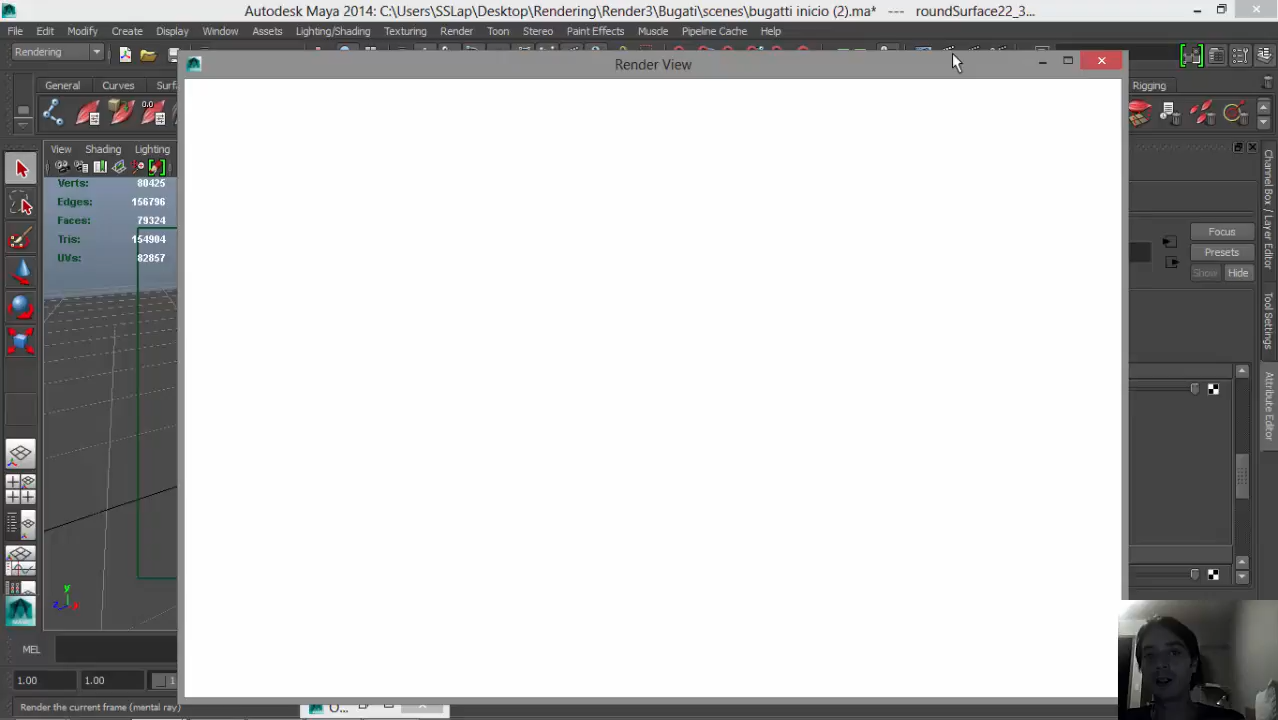 Autodesk Maya 2014: C:\Users\SSLap\Desktop\Rendering\Render3\Bugati\scenes\bugatti inicio (2).ma* --- roundSurface22_3...
File Edit Modify Create Display Window Assets Lighting/Shading Texturing Render Toon Stereo Paint Effects Muscle Pipeline Cache Help
Rendering
Render View
General Curves Surf Rigging
0.0
View Shading Lighting
Verts: 80425
Edges: 156796
Faces: 79324
Tris: 154904
UVs: 82857
Focus
Presets
Show Hide
Channel Box / Layer Editor
Tool Settings
Attribute Editor
y
z x
MEL
1.00 1.00 1
Render the current frame (mental ray)
O...